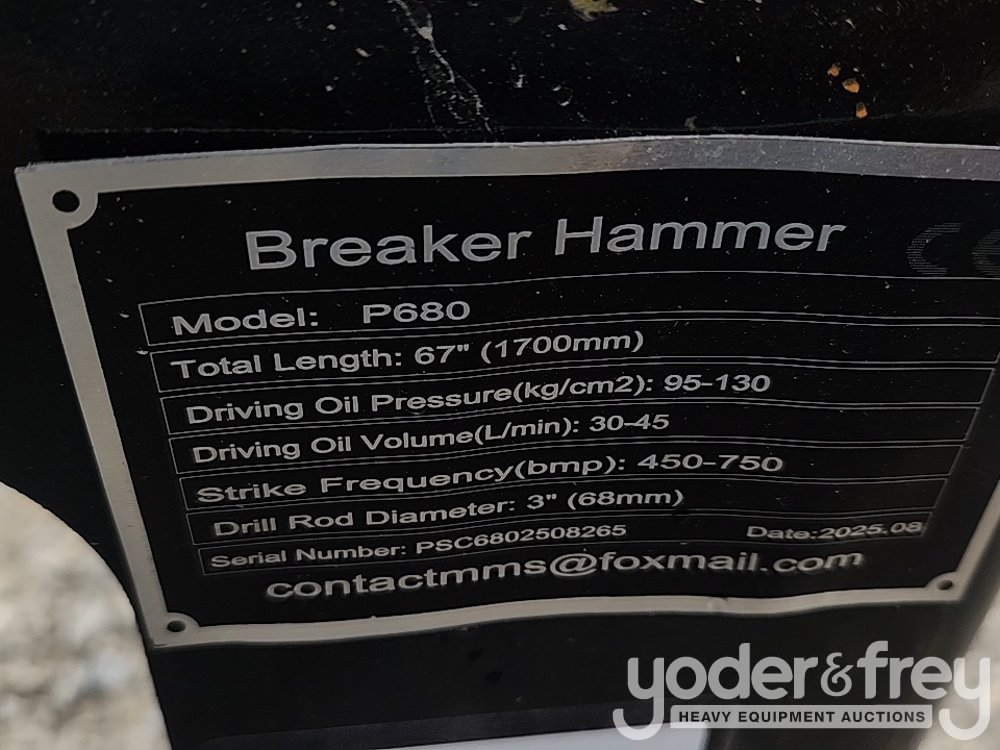 Breaker Hammer
CE
Model: P680
Total Length: 67" (1700mm)
Driving Oil Pressure(kg/cm2): 95-130
Driving Oil Volume(L/min): 30-45
Strike Frequency(bmp): 450-750
Drill Rod Diameter: 3" (68mm)
Serial Number: PSC6802508265 Date:2025.08
contactmms@foxmail.com
yoder&frey
HEAVY EQUIPMENT AUCTIONS